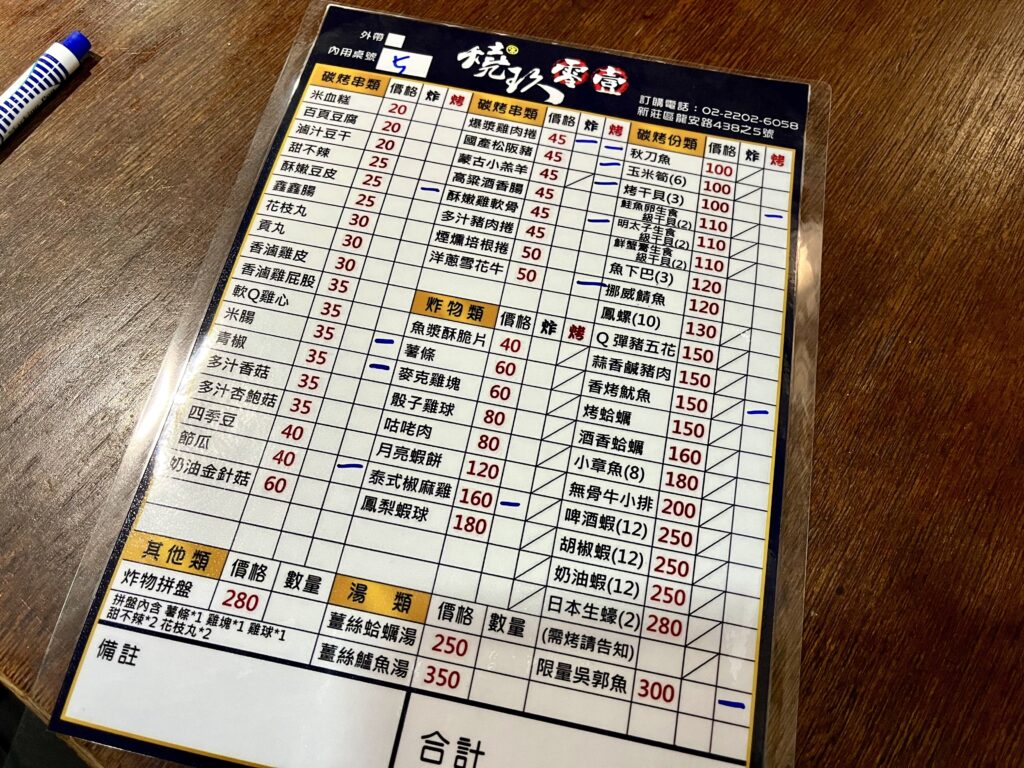 外帶
內用桌號 5
燒玖零壹
訂購電話：02-2202-6058
新莊區龍安路438之5號
碳烤串類 價格 炸 烤
米血糕 20
百頁豆腐 20
滷汁豆干 20
甜不辣 25
酥嫩豆皮 25
鑫鑫腸 30
花枝丸 30
貢丸 30
香滷雞皮 35
香滷雞屁股 35
軟Q雞心 35
米腸 35
青椒 35
多汁香菇 35
多汁杏鮑菇 40
四季豆 40
節瓜 60
奶油金針菇
碳烤串類 價格 炸 烤
爆漿雞肉捲 45
國產松阪豬 45
蒙古小羔羊 45
高粱酒香腸 45
酥嫩雞軟骨 45
多汁豬肉捲 50
煙燻培根捲 50
洋蔥雪花牛
炸物類 價格 炸 烤
魚漿酥脆片 40
薯條 60
麥克雞塊 60
骰子雞球 80
咕咾肉 80
月亮蝦餅 120
泰式椒麻雞 160
鳳梨蝦球 180
碳烤份類 價格 炸 烤
秋刀魚 100
玉米筍(6) 100
烤干貝(3) 100
鮭魚卵生食
級干貝(2) 110
明太子生食
級干貝(2) 110
鮮蟹膏生食
級干貝(2) 110
魚下巴(3) 120
挪威鯖魚 120
鳳螺(10) 130
Q彈豬五花 150
蒜香鹹豬肉 150
香烤魷魚 150
烤蛤蠣 150
酒香蛤蠣 160
小章魚(8) 180
無骨牛小排 200
啤酒蝦(12) 250
胡椒蝦(12) 250
奶油蝦(12) 250
日本生蠔(2) 280
(需烤請告知)
限量吳郭魚 300
其他類 價格 數量
炸物拼盤 280
拼盤內含 薯條*1 雞塊*1 雞球*1
甜不辣*2 花枝丸*2
湯類 價格 數量
薑絲蛤蠣湯 250
薑絲鱸魚湯 350
備註
合計